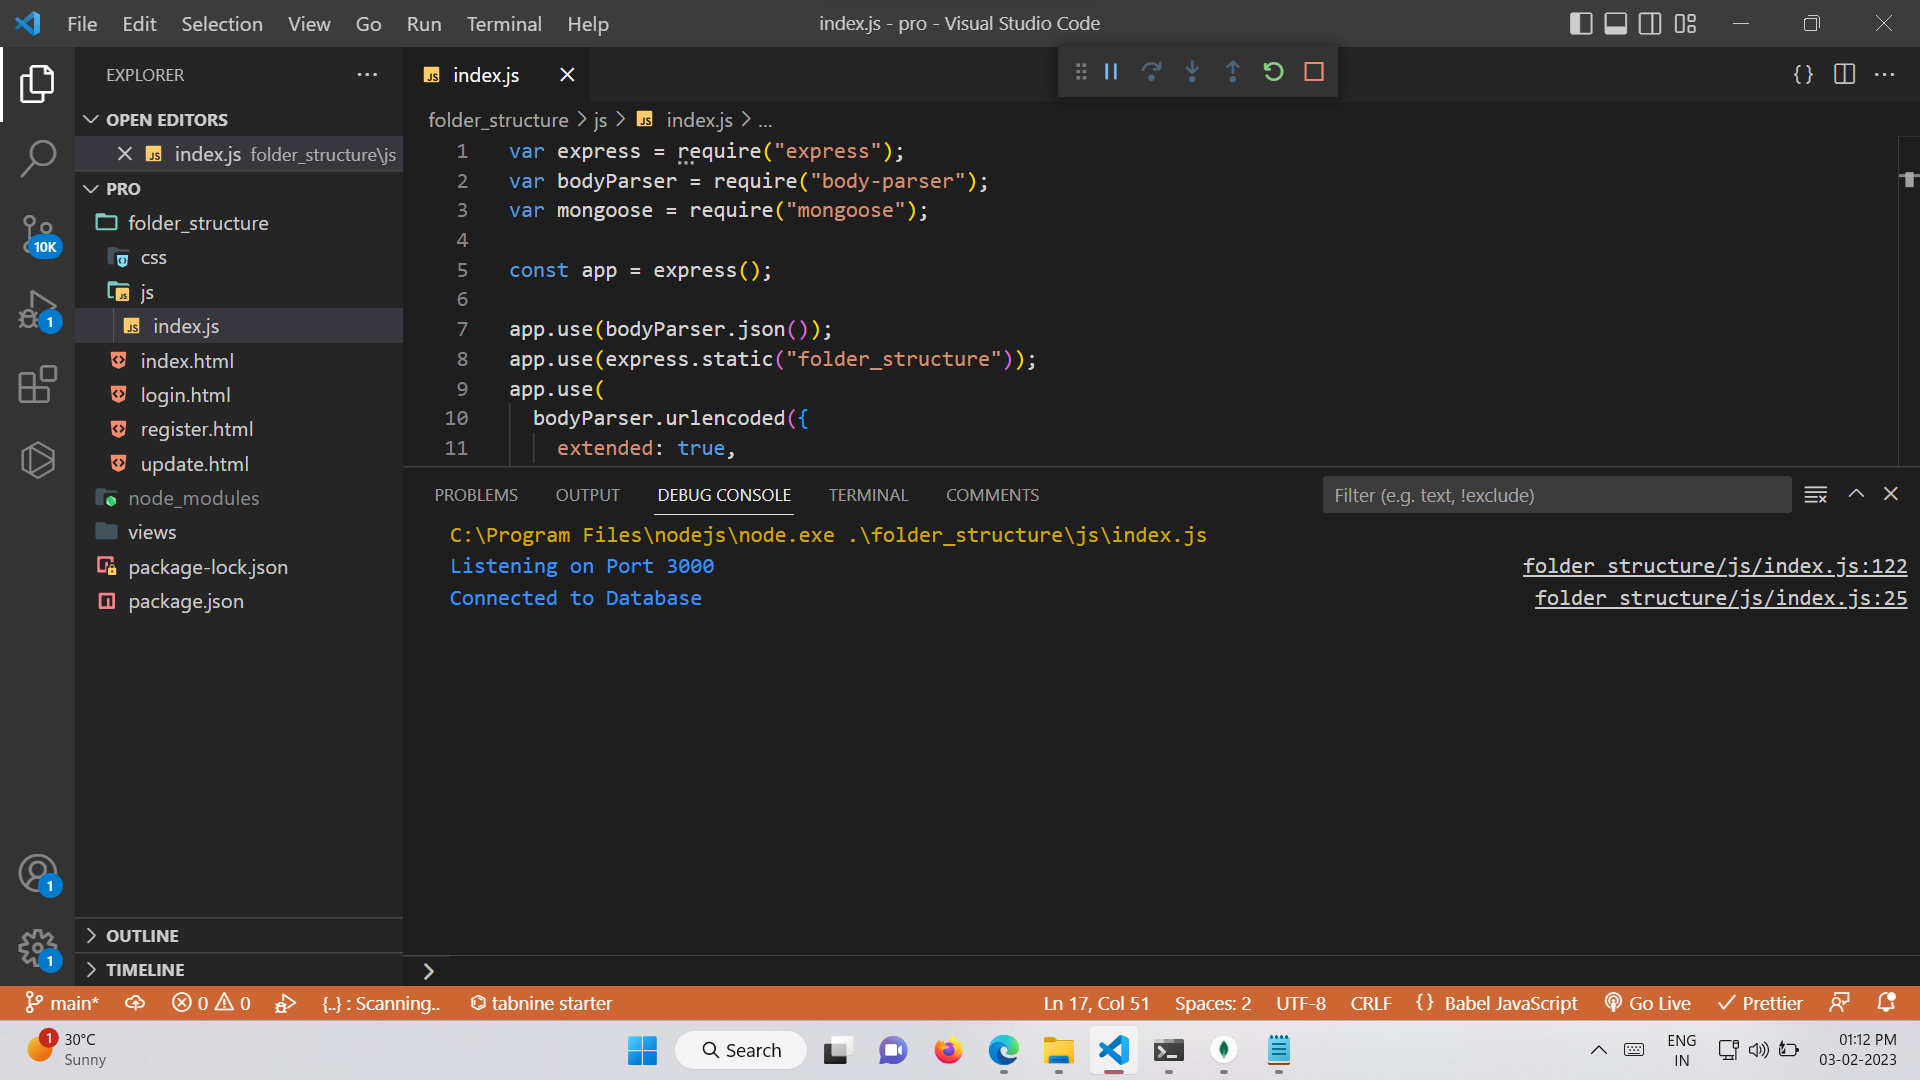 File Edit Selection View Go Run Terminal Help
index.js - pro - Visual Studio Code
EXPLORER
OPEN EDITORS
index.js folder_structure\js
PRO
folder_structure
css
js
index.js
index.html
login.html
register.html
update.html
node_modules
views
package-lock.json
package.json
OUTLINE
TIMELINE
10K
1
1
1
index.js
folder_structure > js > index.js > ...
1 var express = require("express");
2 var bodyParser = require("body-parser");
3 var mongoose = require("mongoose");
4
5 const app = express();
6
7 app.use(bodyParser.json());
8 app.use(express.static("folder_structure"));
9 app.use(
10 bodyParser.urlencoded({
11 extended: true,
PROBLEMS OUTPUT DEBUG CONSOLE TERMINAL COMMENTS
Filter (e.g. text, !exclude)
C:\Program Files\nodejs\node.exe .\folder_structure\js\index.js
Listening on Port 3000 folder_structure/js/index.js:122
Connected to Database folder_structure/js/index.js:25
main* 0 0 {..} : Scanning.. tabnine starter Ln 17, Col 51 Spaces: 2 UTF-8 CRLF {} Babel JavaScript Go Live Prettier
1 30°C
Sunny
Search
ENG
IN
01:12 PM
03-02-2023